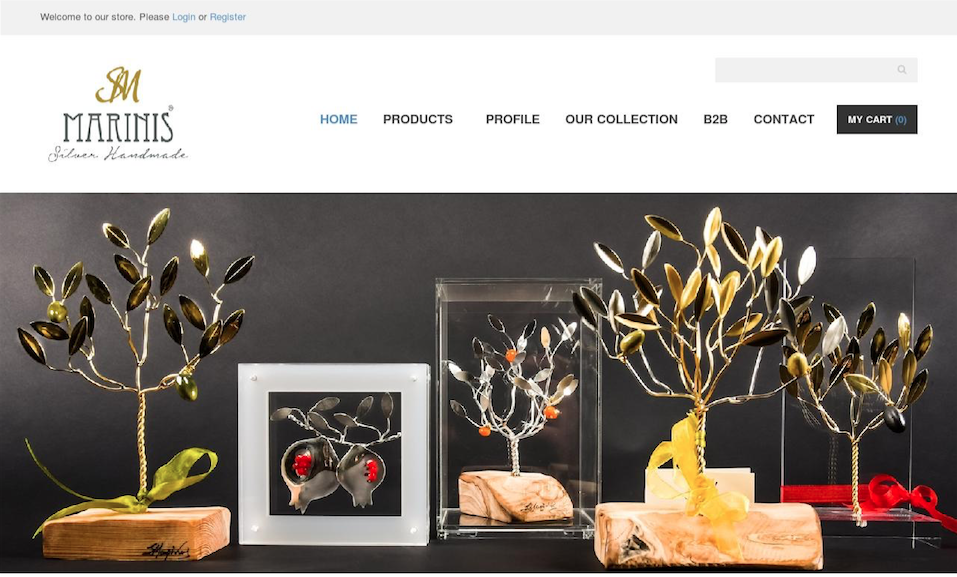 Welcome to our store. Please Login or Register
SM
MARINIS®
Silver Handmade
HOME PRODUCTS PROFILE OUR COLLECTION B2B CONTACT MY CART (0)